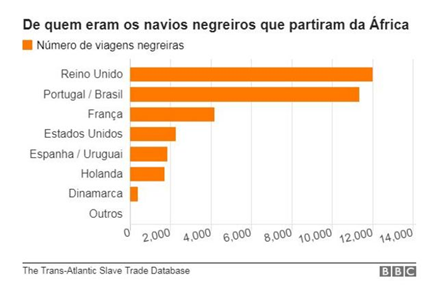 De quem eram os navios negreiros que partiram da África
Número de viagens negreiras
Reino Unido
Portugal / Brasil
França
Estados Unidos
Espanha / Uruguai
Holanda
Dinamarca
Outros
0 2,000 4,000 6,000 8,000 10,000 12,000 14,000
The Trans-Atlantic Slave Trade Database
BBC